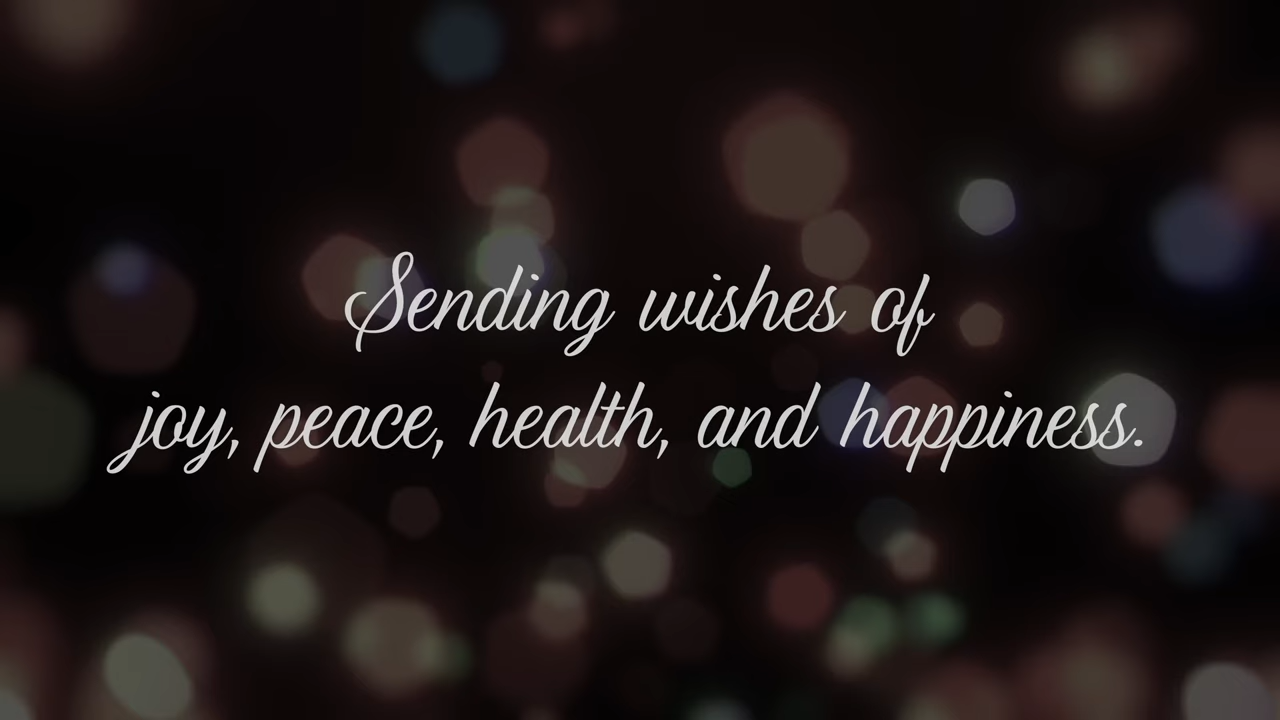 Sending wishes of
joy, peace, health, and happiness.